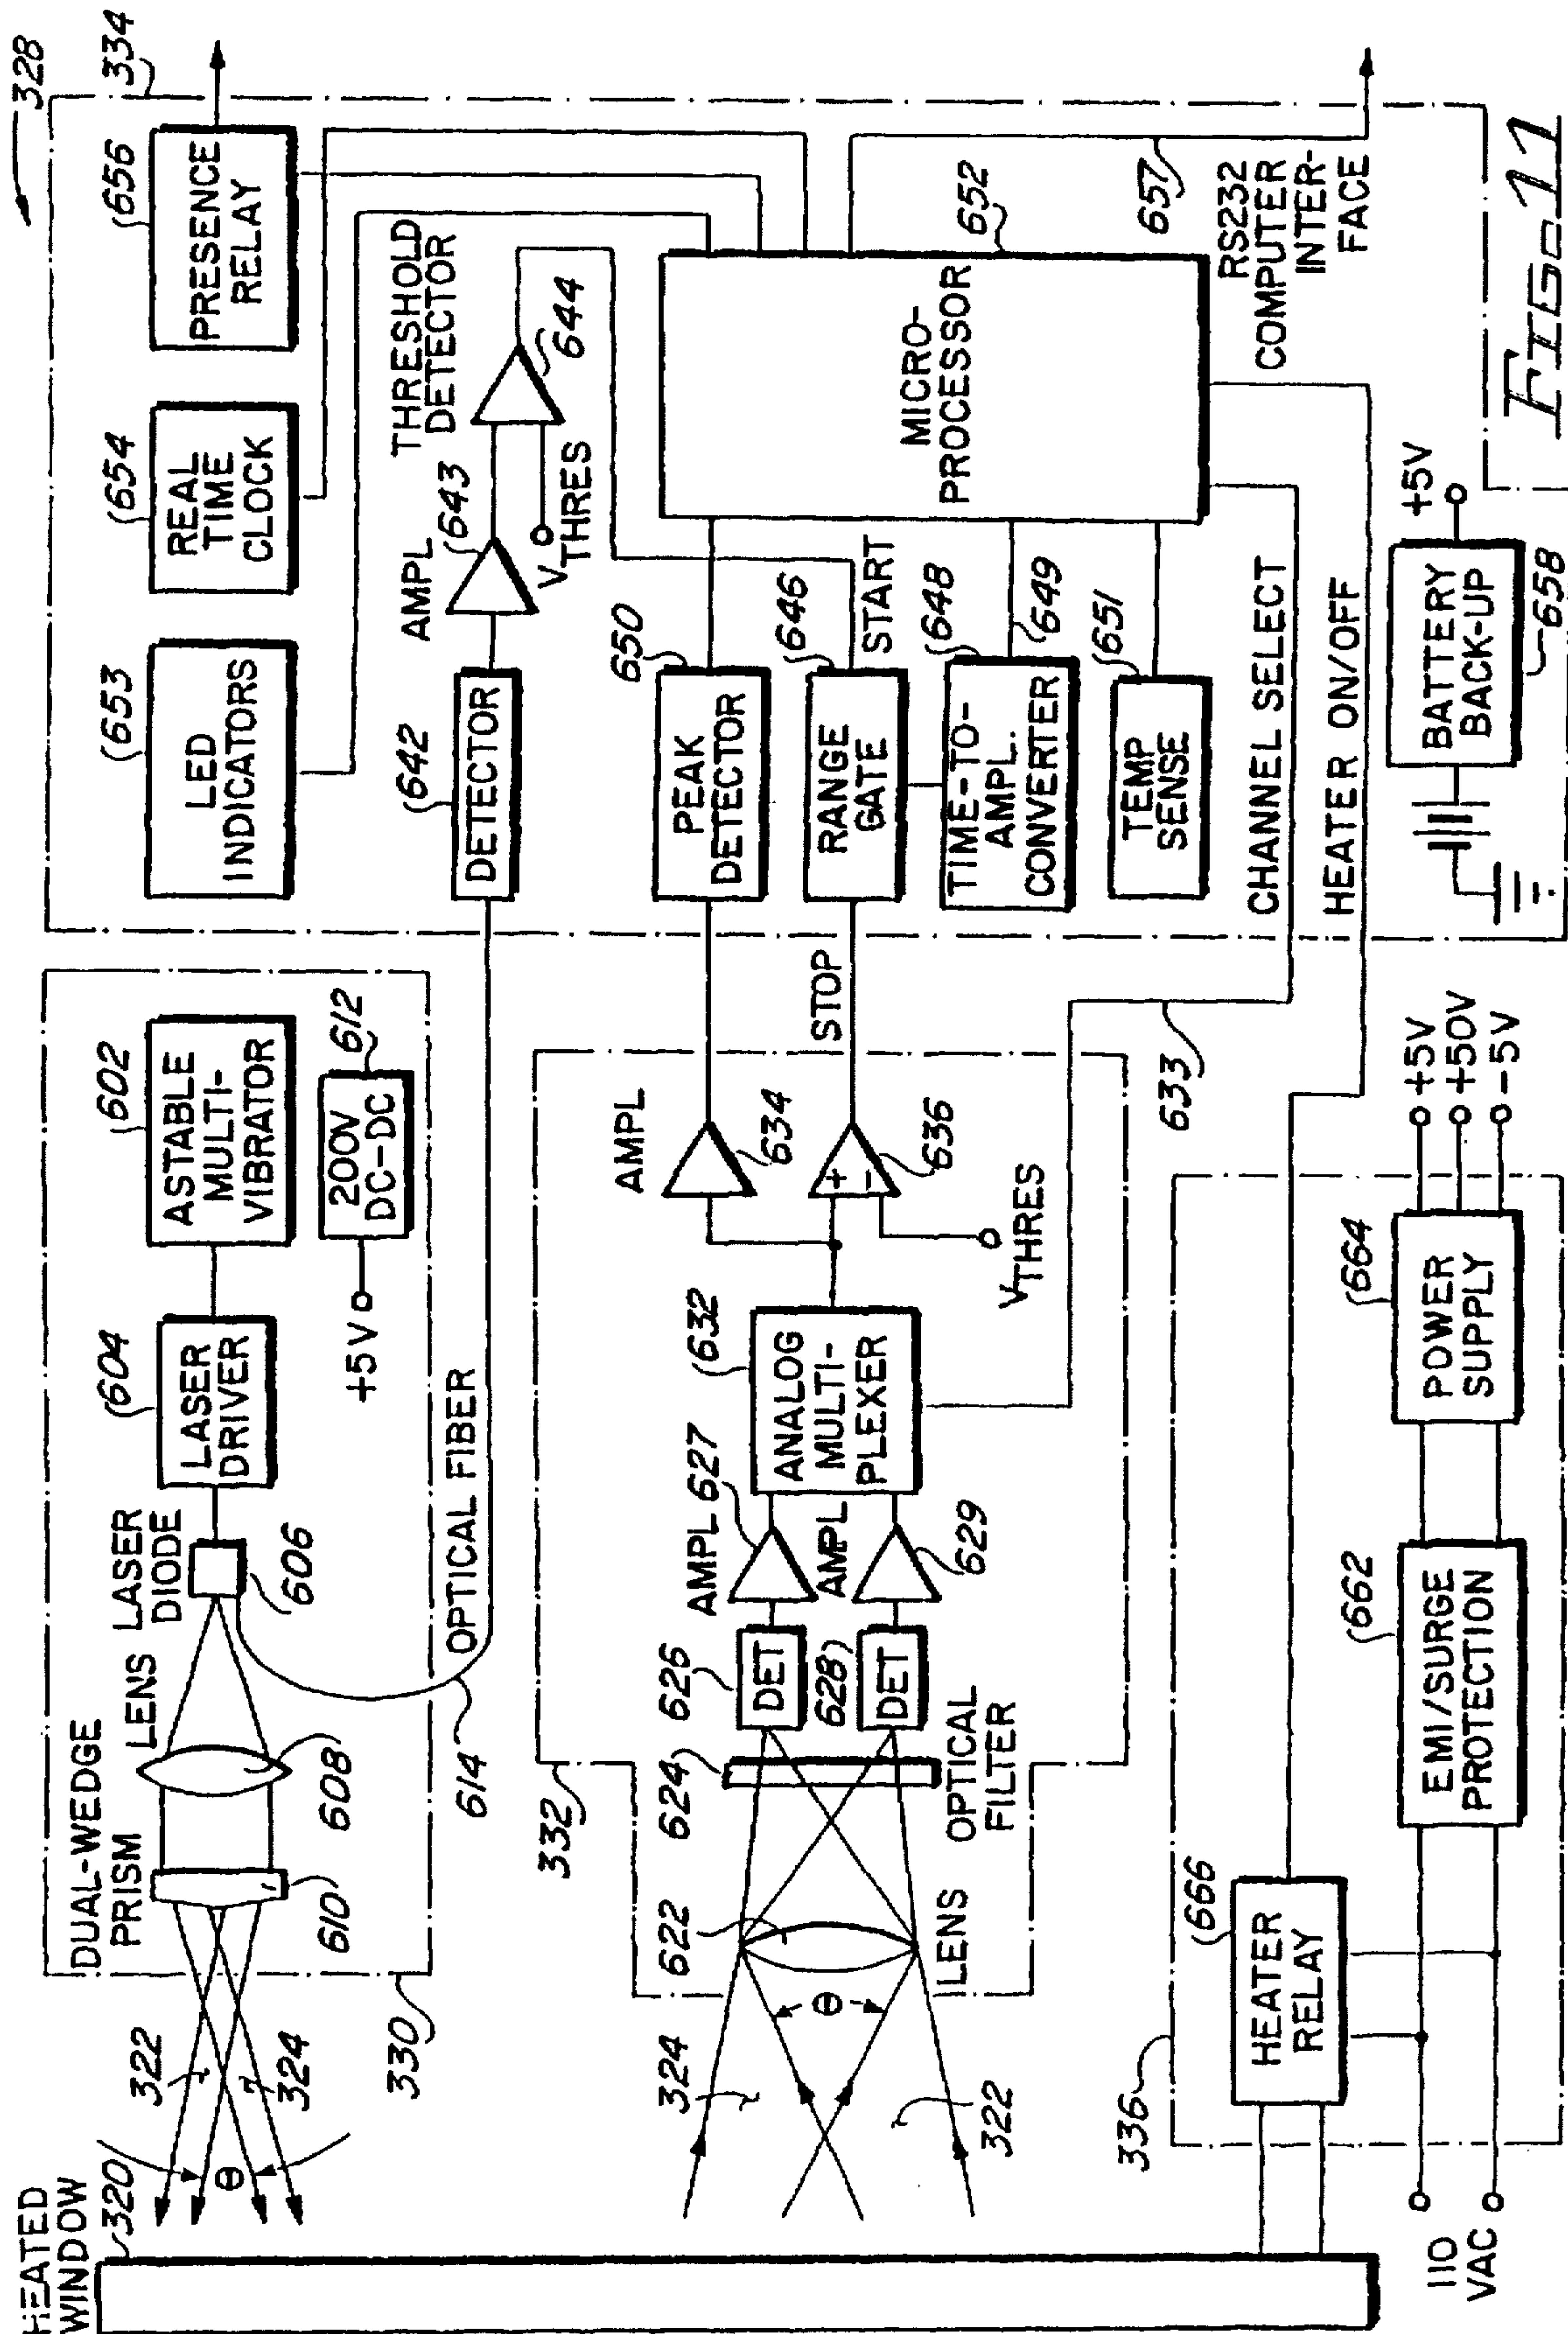 328
HEATED
WINDOW
320
322
324
θ
330
DUAL-WEDGE
PRISM
610
LENS
608
LASER
DIODE
606
614
OPTICAL FIBER
604
LASER
DRIVER
602
ASTABLE
MULTI-
VIBRATOR
+5V
200V
DC-DC
612
334
653
LED
INDICATORS
654
REAL
TIME
CLOCK
656
PRESENCE
RELAY
642
DETECTOR
AMPL
643
THRESHOLD
DETECTOR
644
VTHRES
332
324
322
θ
622
LENS
624
OPTICAL
FILTER
626
DET
628
DET
AMPL 627
AMPL
629
632
ANALOG
MULTI-
PLEXER
AMPL
634
+
-
636
VTHRES
STOP
633
650
PEAK
DETECTOR
646
RANGE
GATE
START
648
TIME-TO-
AMPL.
CONVERTER
649
651
TEMP
SENSE
MICRO-
PROCESSOR
652
657
RS232
COMPUTER
INTER-
FACE
CHANNEL SELECT
HEATER ON/OFF
336
666
HEATER
RELAY
110
VAC
662
EMI/SURGE
PROTECTION
664
POWER
SUPPLY
+5V
+50V
-5V
BATTERY
BACK-UP
658
+5V
FIG. 11